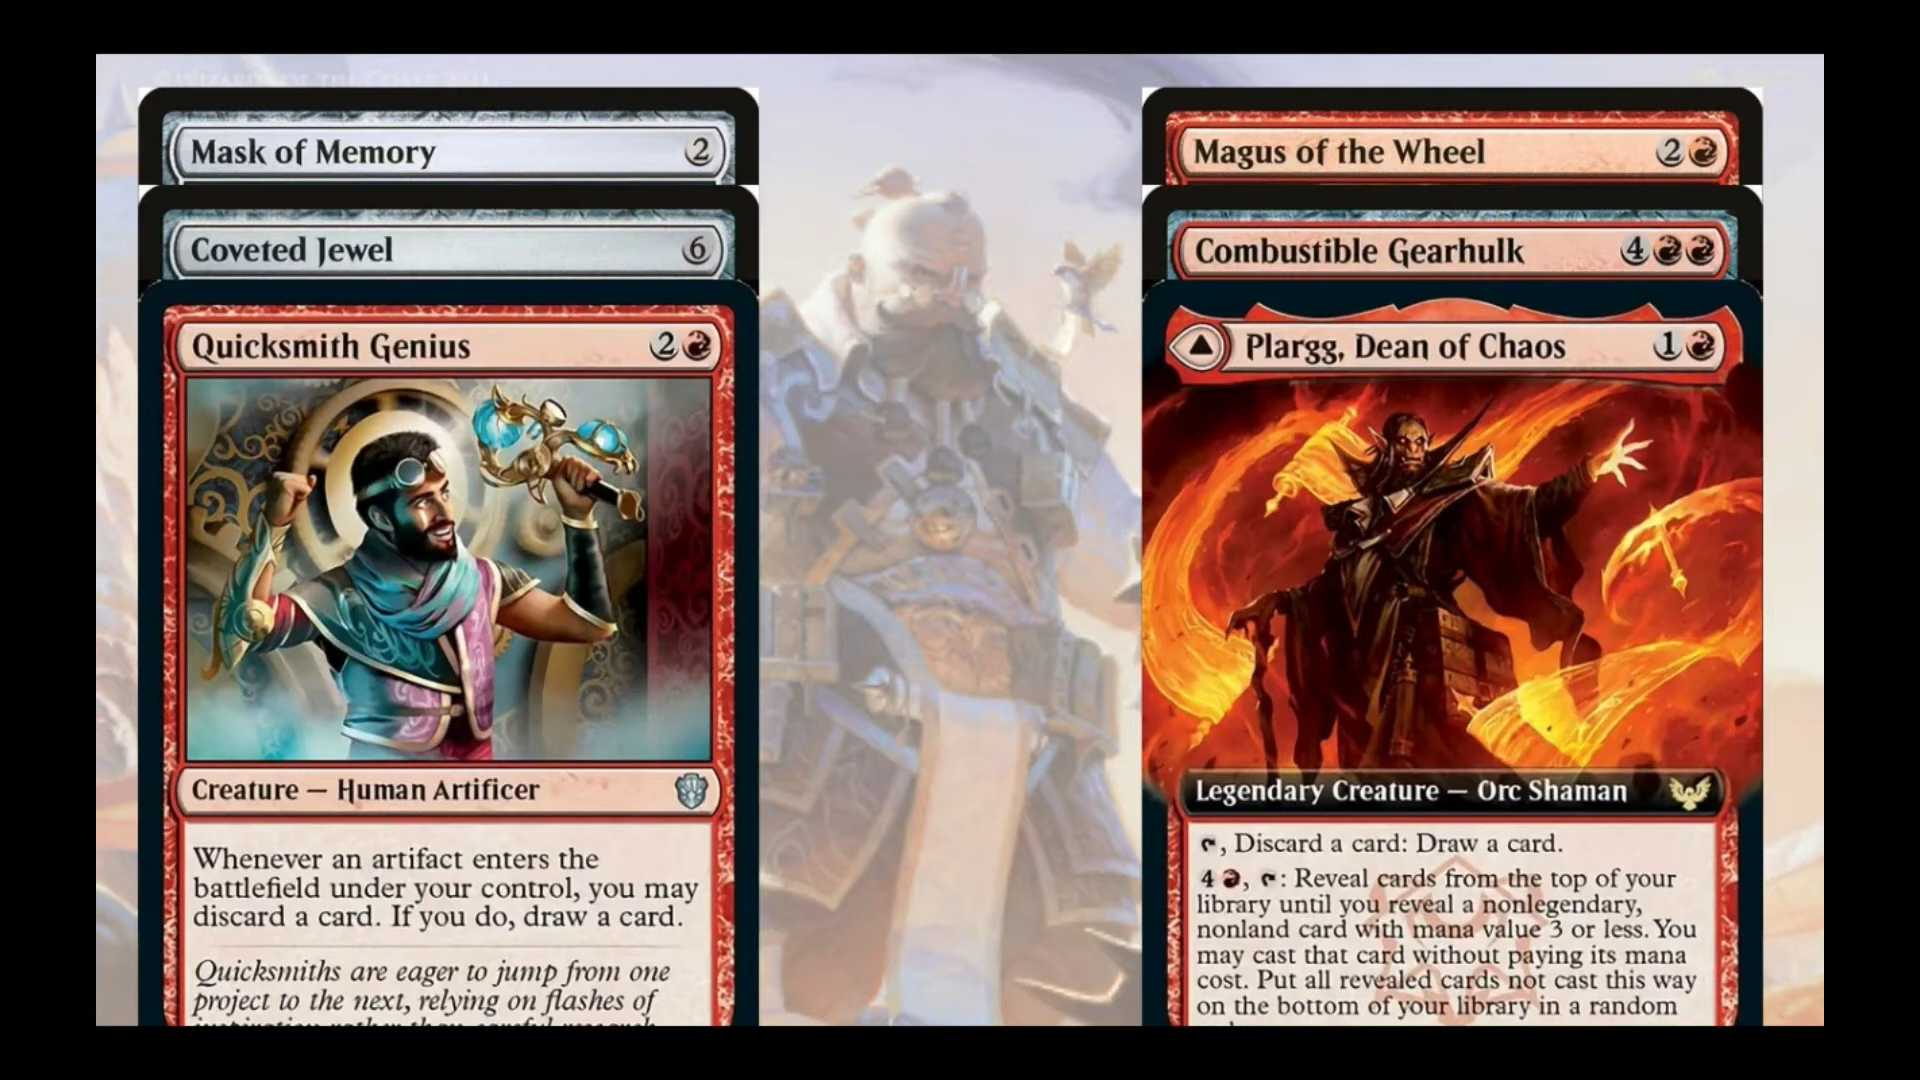 Mask of Memory 2
Coveted Jewel 6
Quicksmith Genius 2
Creature — Human Artificer
Whenever an artifact enters the
battlefield under your control, you may
discard a card. If you do, draw a card.
Quicksmiths are eager to jump from one
project to the next, relying on flashes of
Magus of the Wheel 2
Combustible Gearhulk 4
Plargg, Dean of Chaos 1
Legendary Creature — Orc Shaman
, Discard a card: Draw a card.
4 , : Reveal cards from the top of your
library until you reveal a nonlegendary,
nonland card with mana value 3 or less. You
may cast that card without paying its mana
cost. Put all revealed cards not cast this way
on the bottom of your library in a random